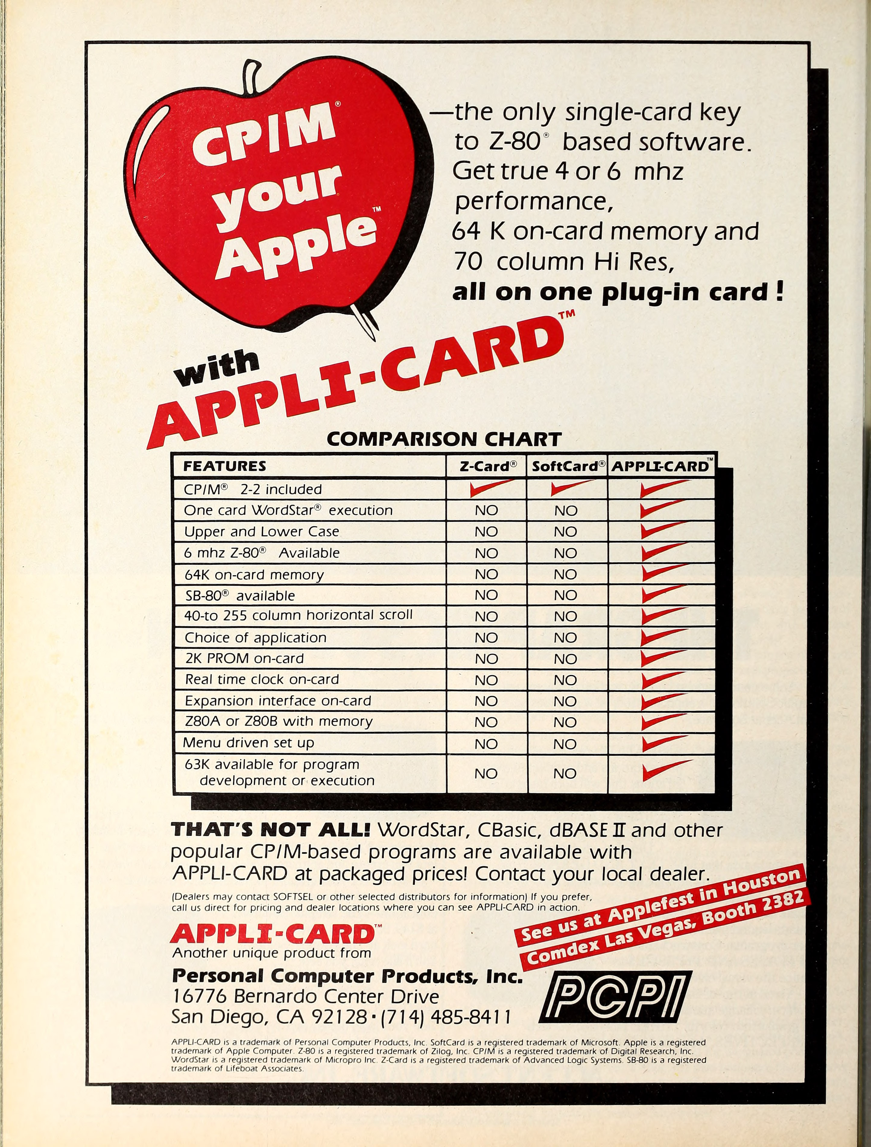 CP/M®
your
Apple™
—the only single-card key
to Z-80® based software.
Get true 4 or 6 mhz
performance,
64 K on-card memory and
70 column Hi Res,
all on one plug-in card!
with
APPLI-CARD™
COMPARISON CHART
FEATURES Z-Card® SoftCard® APPLI-CARD™
CP/M® 2-2 included
One card WordStar® execution NO NO
Upper and Lower Case NO NO
6 mhz Z-80® Available NO NO
64K on-card memory NO NO
SB-80® available NO NO
40-to 255 column horizontal scroll NO NO
Choice of application NO NO
2K PROM on-card NO NO
Real time clock on-card NO NO
Expansion interface on-card NO NO
Z80A or Z80B with memory NO NO
Menu driven set up NO NO
63K available for program
development or execution NO NO
THAT'S NOT ALL! WordStar, CBasic, dBASE II and other
popular CP/M-based programs are available with
APPLI-CARD at packaged prices! Contact your local dealer.
(Dealers may contact SOFTSEL or other selected distributors for information) If you prefer,
call us direct for pricing and dealer locations where you can see APPLI-CARD in action.
See us at Applefest in Houston
Comdex Las Vegas, Booth 2382
APPLI-CARD™
Another unique product from
Personal Computer Products, Inc.
16776 Bernardo Center Drive
San Diego, CA 92128 • (714) 485-8411
PCPI
APPLI-CARD is a trademark of Personal Computer Products, Inc. SoftCard is a registered trademark of Microsoft. Apple is a registered
trademark of Apple Computer. Z-80 is a registered trademark of Zilog, Inc. CP/M is a registered trademark of Digital Research, Inc.
WordStar is a registered trademark of Micropro Inc. Z-Card is a registered trademark of Advanced Logic Systems. SB-80 is a registered
trademark of Lifeboat Associates.